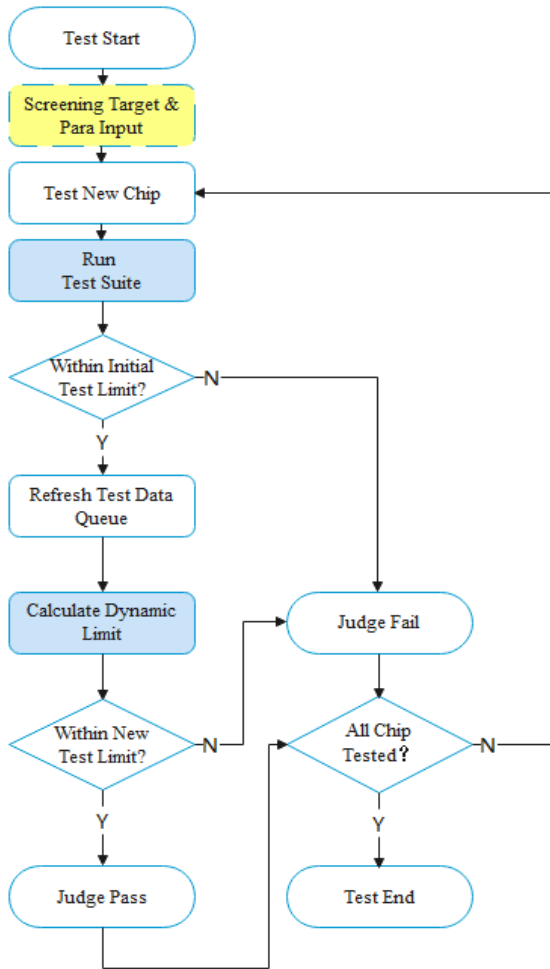 Test Start
Screening Target &
Para Input
Test New Chip
Run
Test Suite
Within Initial
Test Limit?
N
Y
Refresh Test Data
Queue
Calculate Dynamic
Limit
Judge Fail
Within New
Test Limit?
N
All Chip
Tested?
N
Y
Y
Judge Pass
Test End